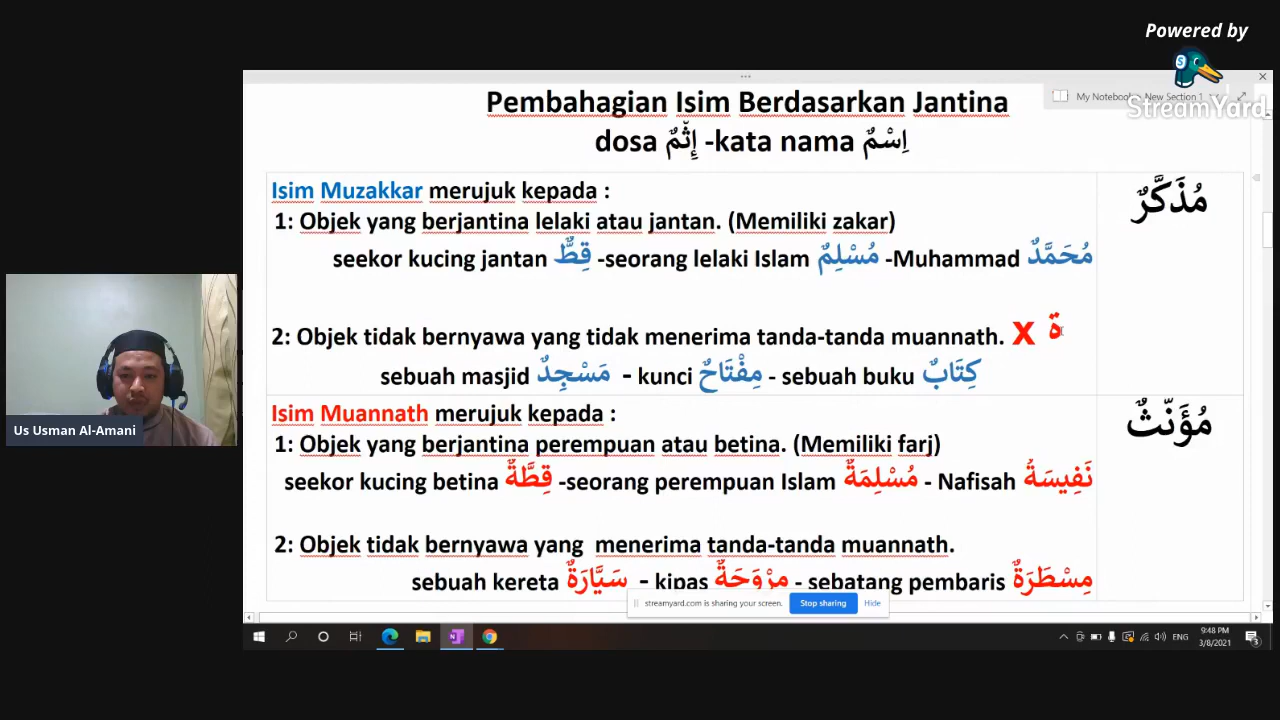 Powered by
StreamYard
My Notebook New Section 1
Pembahagian Isim Berdasarkan Jantina
dosa إِثْمٌ -kata nama اِسْمٌ
Isim Muzakkar merujuk kepada :
مُذَكَّرٌ
1: Objek yang berjantina lelaki atau jantan. (Memiliki zakar)
seekor kucing jantan قِطٌّ -seorang lelaki Islam مُسْلِمٌ -Muhammad مُحَمَّدٌ
2: Objek tidak bernyawa yang tidak menerima tanda-tanda muannath. X ة
sebuah masjid مَسْجِدٌ - kunci مِفْتَاحٌ - sebuah buku كِتَابٌ
Isim Muannath merujuk kepada :
مُؤَنَّثٌ
1: Objek yang berjantina perempuan atau betina. (Memiliki farj)
seekor kucing betina قِطَّةٌ -seorang perempuan Islam مُسْلِمَةٌ - Nafisah نَفِيسَةُ
2: Objek tidak bernyawa yang menerima tanda-tanda muannath.
sebuah kereta سَيَّارَةٌ - kipas مِرْوَحَةٌ - sebatang pembaris مِسْطَرَةٌ
Us Usman Al-Amani
streamyard.com is sharing your screen. Stop sharing Hide
ENG
9:48 PM
3/8/2021